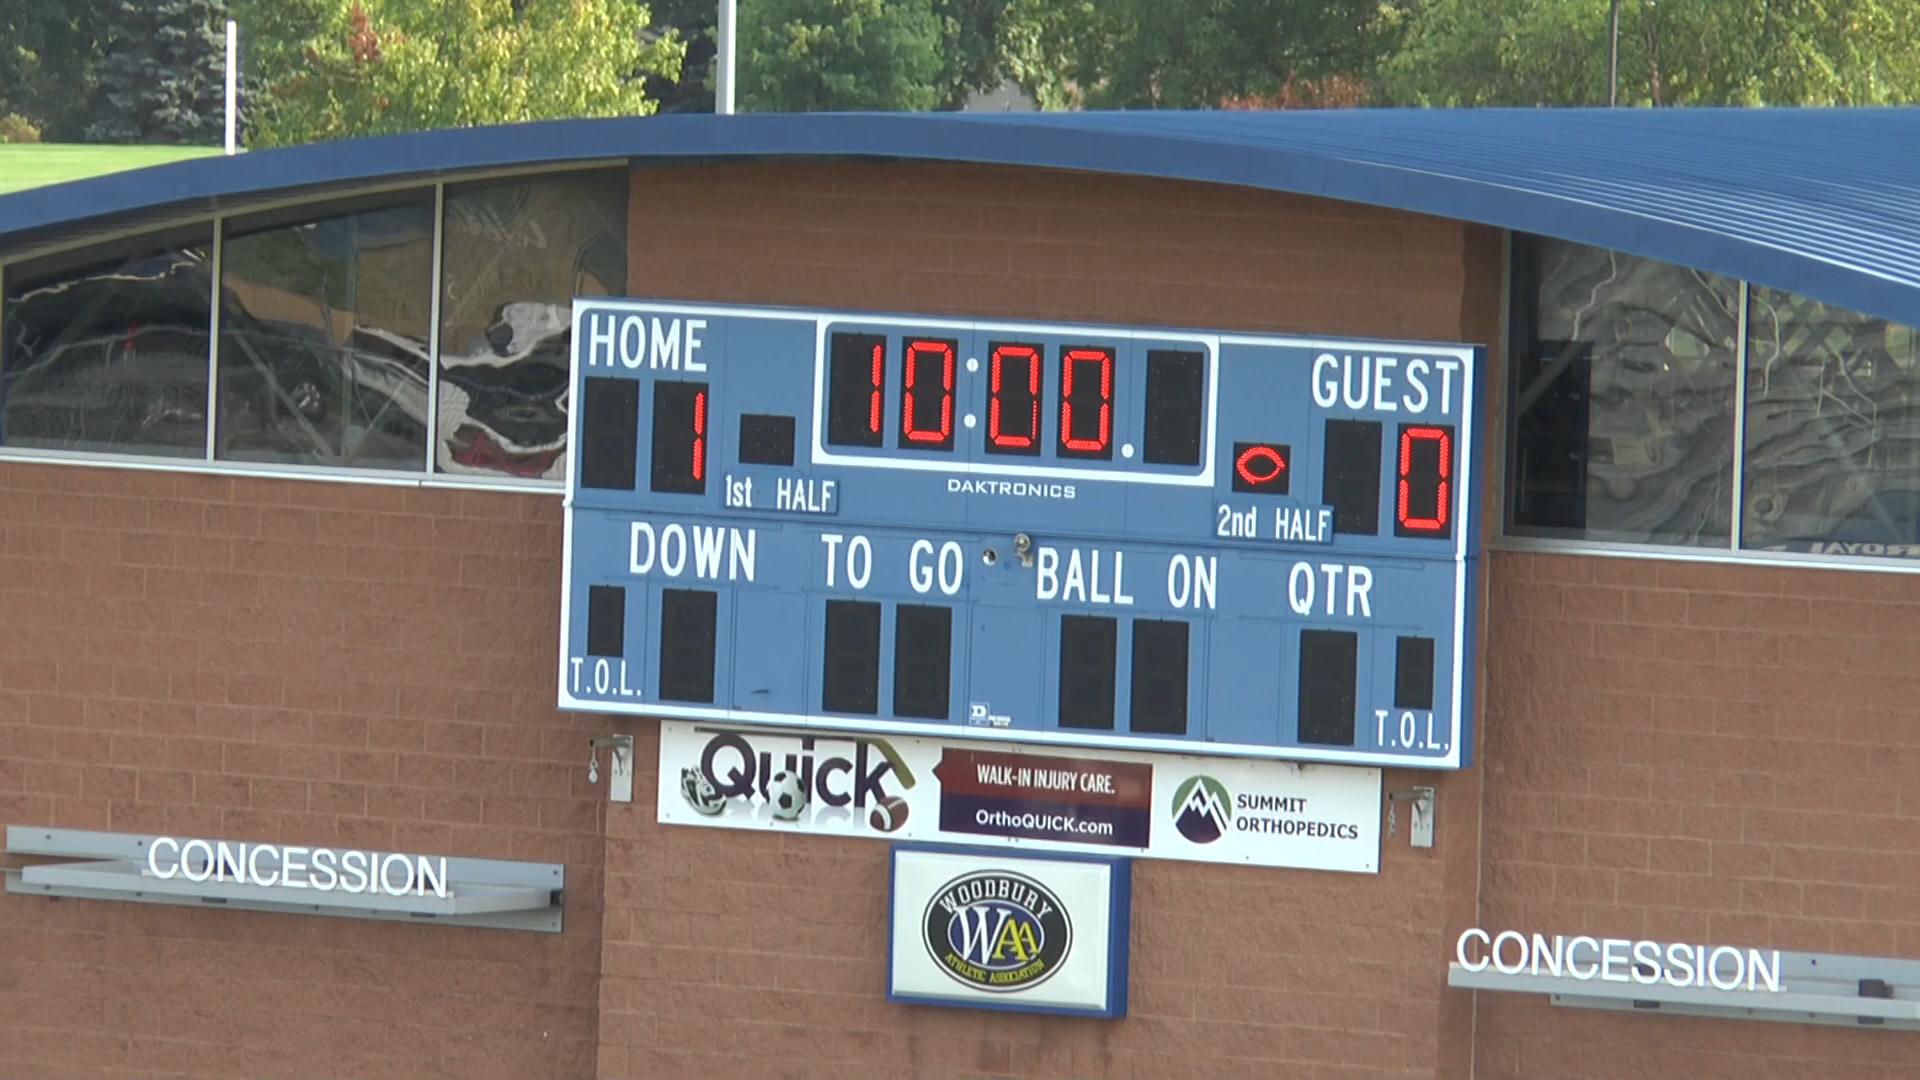 HOME
10:00
GUEST
1
0
1st HALF
DAKTRONICS
2nd HALF
DOWN
TO GO
BALL ON
QTR
T.O.L.
T.O.L.
Quick
WALK-IN INJURY CARE.
OrthoQUICK.com
SUMMIT
ORTHOPEDICS
CONCESSION
WOODBURY
WAA
ATHLETIC ASSOCIATION
CONCESSION